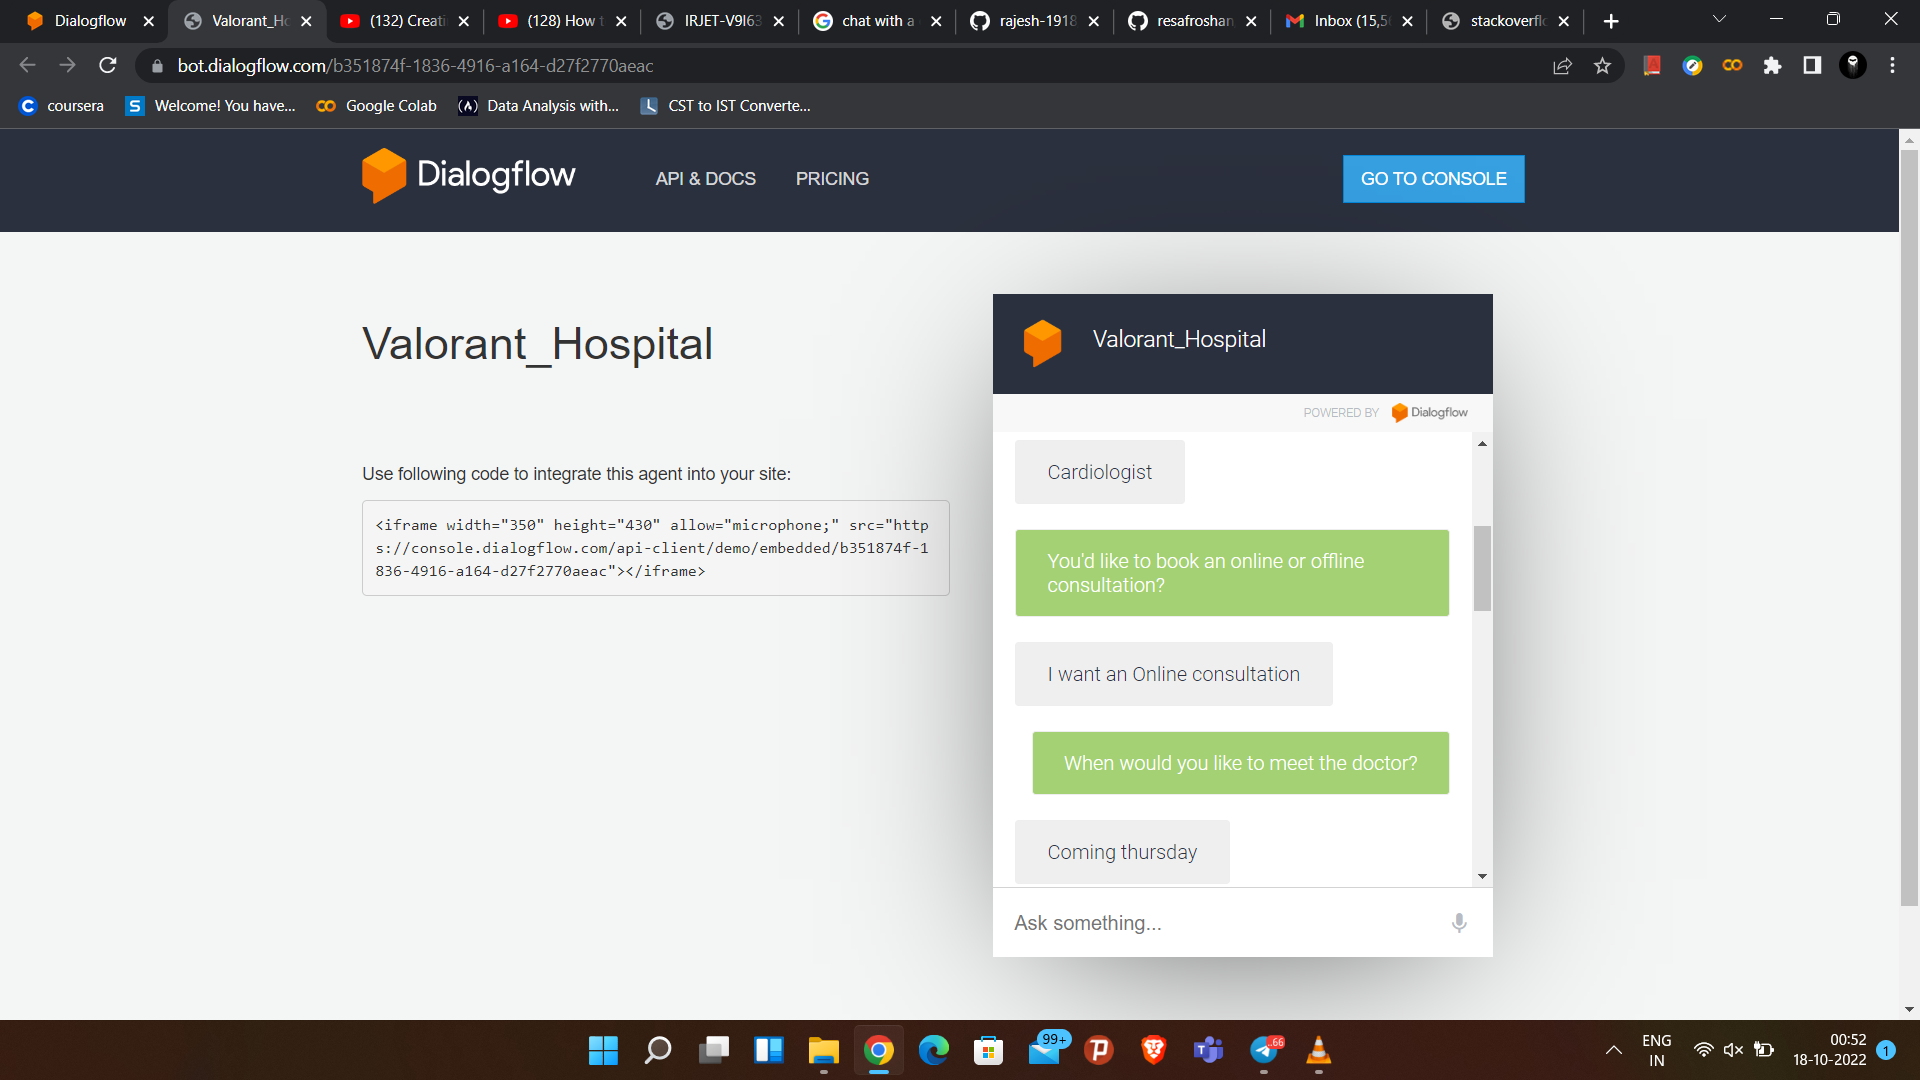 Dialogflow
Valorant_Ho
(132) Creati
(128) How t
IRJET-V9I63
chat with a
rajesh-1918
resafroshan
Inbox (15,56
stackoverflo
bot.dialogflow.com/b351874f-1836-4916-a164-d27f2770aeac
coursera
Welcome! You have...
Google Colab
Data Analysis with...
CST to IST Converte...
Dialogflow
API & DOCS
PRICING
GO TO CONSOLE
Valorant_Hospital
Use following code to integrate this agent into your site:
<iframe width="350" height="430" allow="microphone;" src="http
s://console.dialogflow.com/api-client/demo/embedded/b351874f-1
836-4916-a164-d27f2770aeac"></iframe>
Valorant_Hospital
POWERED BY Dialogflow
Cardiologist
You'd like to book an online or offline
consultation?
I want an Online consultation
When would you like to meet the doctor?
Coming thursday
Ask something...
99+
66
ENG
IN
00:52
18-10-2022
1